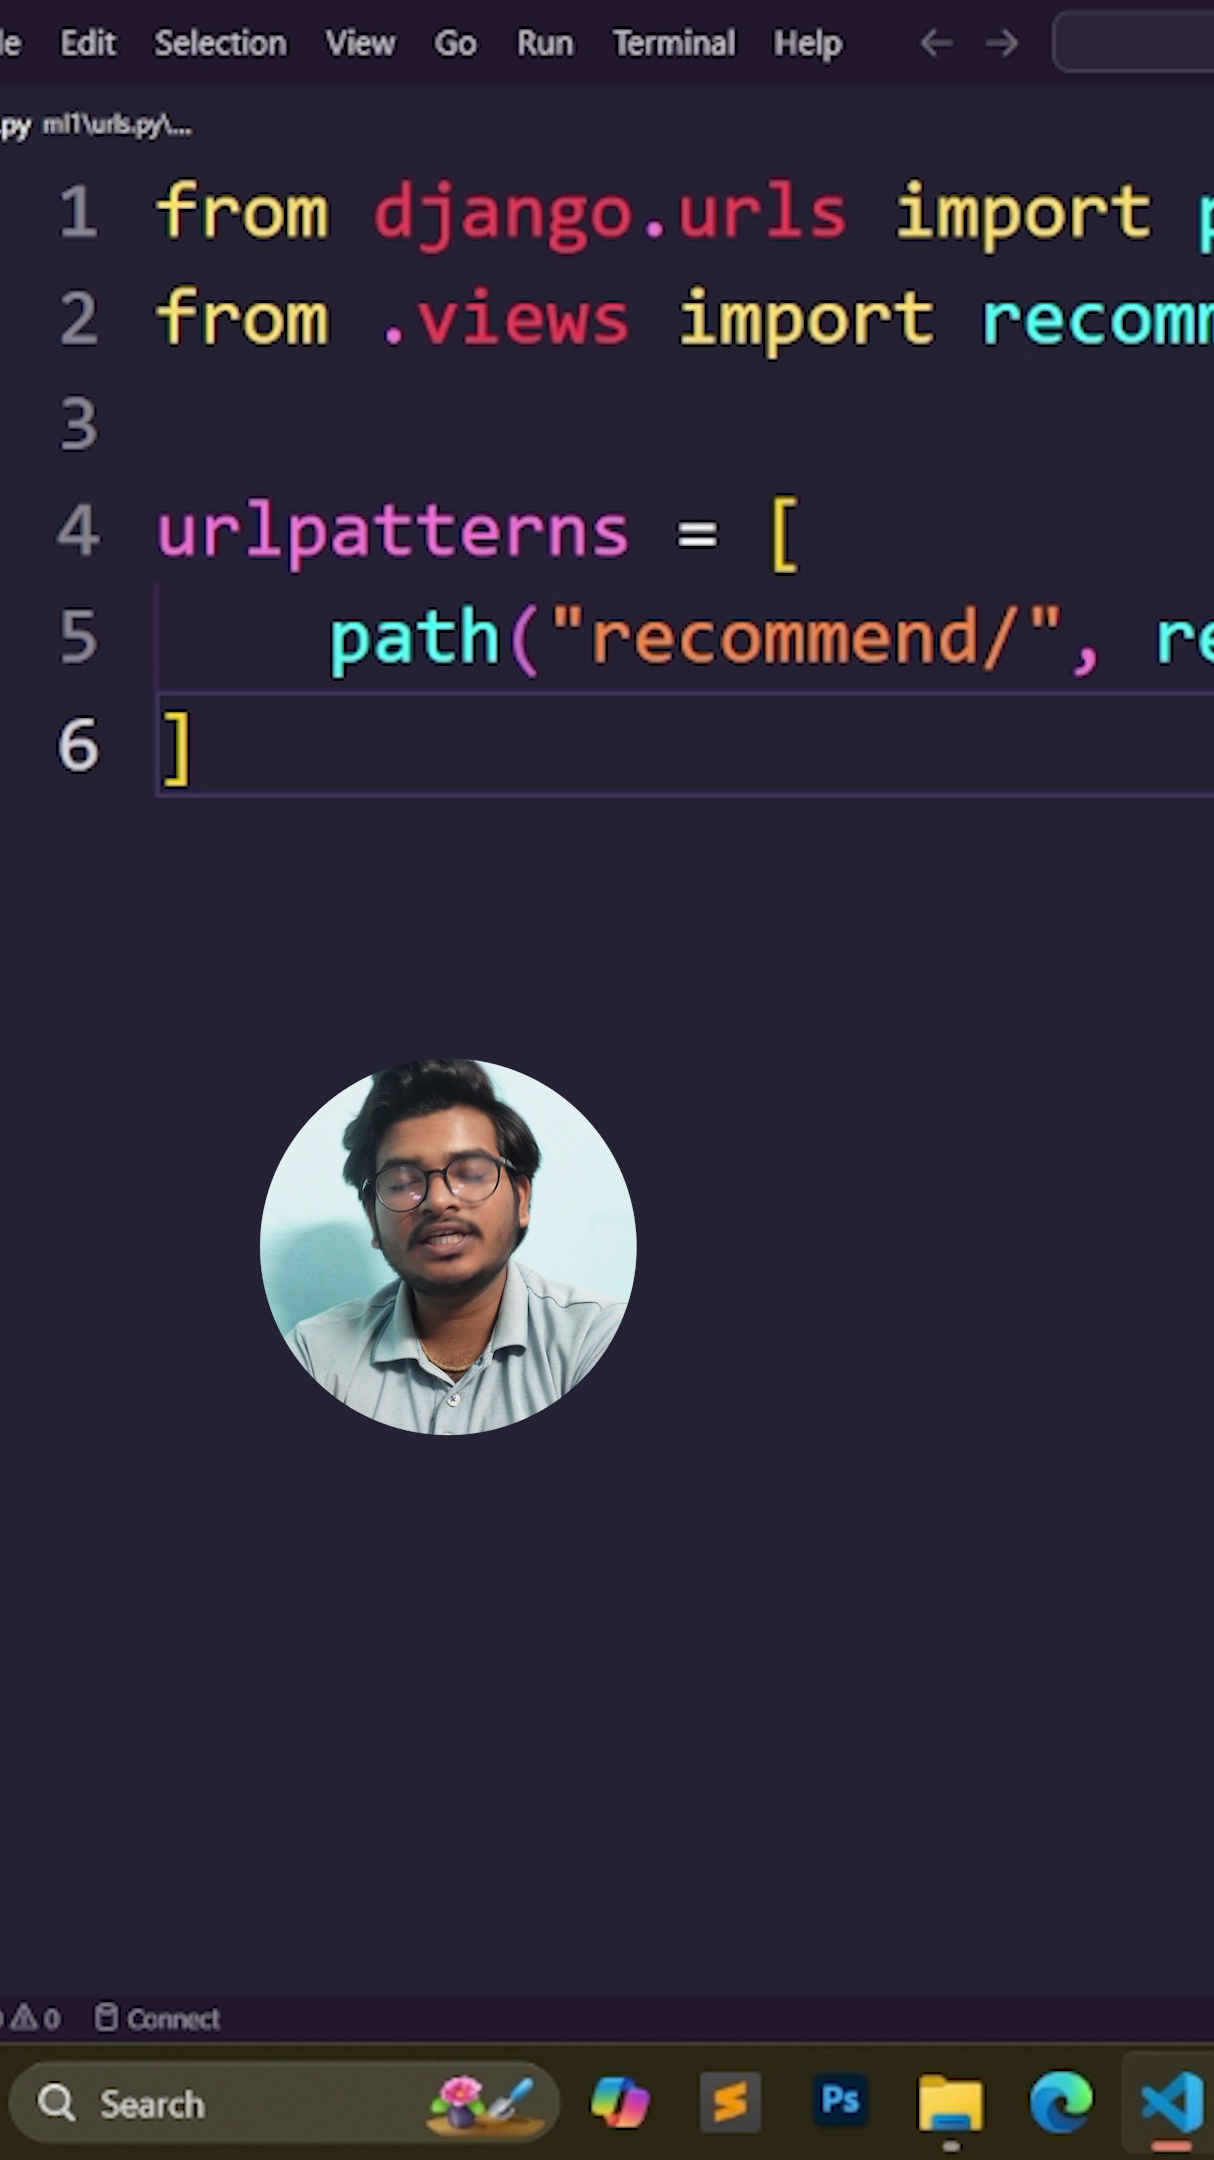 Edit Selection View Go Run Terminal Help
.py ml1\urls.py\...
1 from django.urls import p
2 from .views import recomm
3
4 urlpatterns = [
5 path("recommend/", re
6 ]
0 Connect
Search
Ps